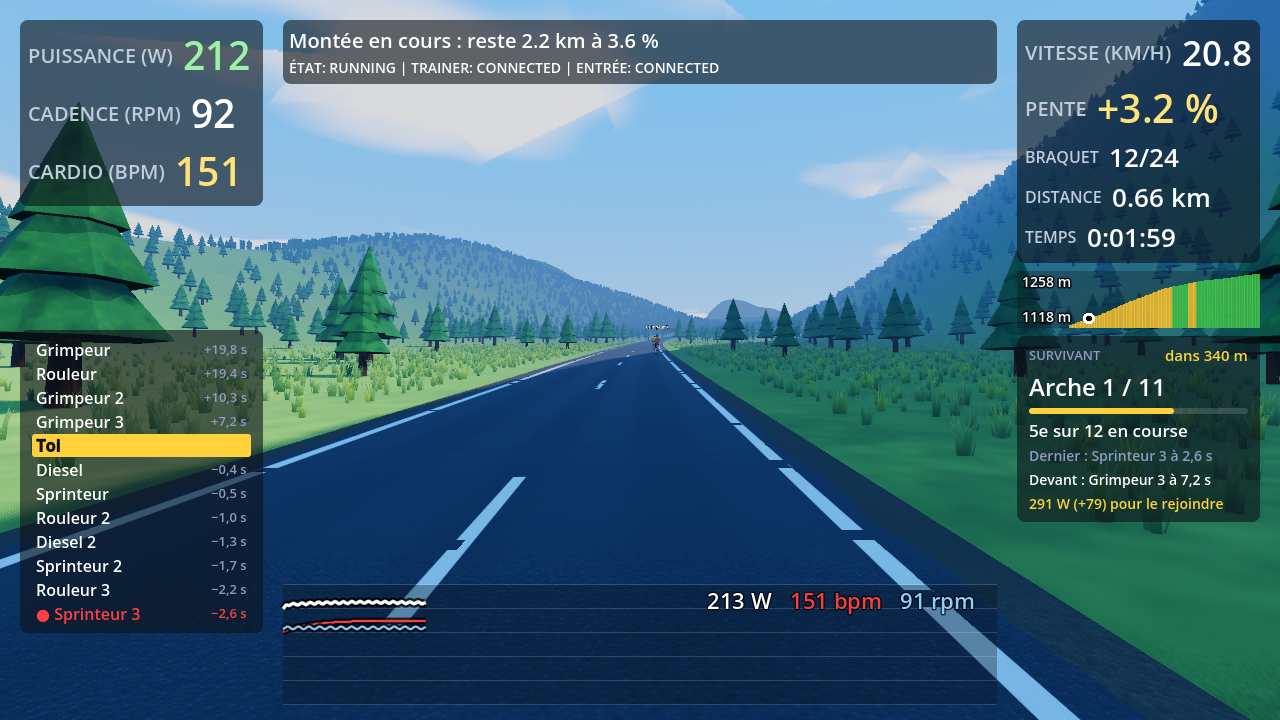 PUISSANCE (W) 212
CADENCE (RPM) 92
CARDIO (BPM) 151
Montée en cours : reste 2.2 km à 3.6 %
ÉTAT: RUNNING | TRAINER: CONNECTED | ENTRÉE: CONNECTED
VITESSE (KM/H) 20.8
PENTE +3.2 %
BRAQUET 12/24
DISTANCE 0.66 km
TEMPS 0:01:59
1258 m
1118 m
SURVIVANT dans 340 m
Arche 1 / 11
5e sur 12 en course
Dernier : Sprinteur 3 à 2,6 s
Devant : Grimpeur 3 à 7,2 s
291 W (+79) pour le rejoindre
Grimpeur +19,8 s
Rouleur +19,4 s
Grimpeur 2 +10,3 s
Grimpeur 3 +7,2 s
Toi
Diesel −0,4 s
Sprinteur −0,5 s
Rouleur 2 −1,0 s
Diesel 2 −1,3 s
Sprinteur 2 −1,7 s
Rouleur 3 −2,2 s
Sprinteur 3 −2,6 s
213 W 151 bpm 91 rpm